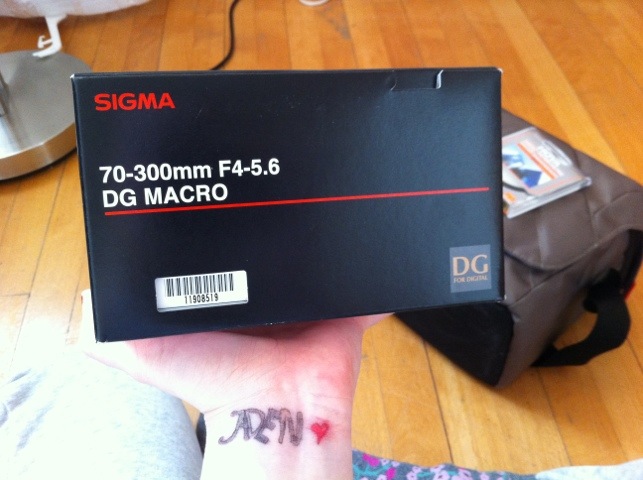 SIGMA
70-300mm F4-5.6
DG MACRO
DG
FOR DIGITAL
11908519